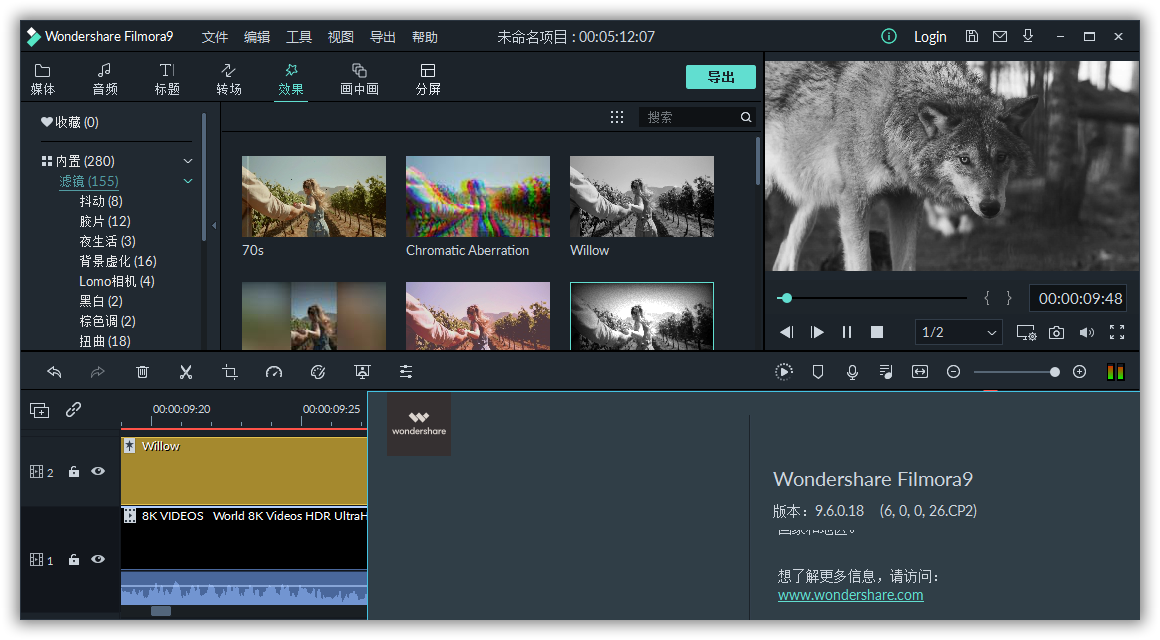 Wondershare Filmora9 文件 编辑 工具 视图 导出 帮助 未命名项目 : 00:05:12:07 Login
媒体 音频 标题 转场 效果 画中画 分屏 导出
收藏 (0)
搜索
内置 (280)
滤镜 (155)
抖动 (8)
胶片 (12)
夜生活 (3)
背景虚化 (16)
Lomo相机 (4)
黑白 (2)
棕色调 (2)
扭曲 (18)
70s Chromatic Aberration Willow
{ } 00:00:09:48
1/2
00:00:09:20 00:00:09:25
2 Willow
1 8K VIDEOS World 8K Videos HDR UltraH
wondershare
Wondershare Filmora9
版本：9.6.0.18 (6, 0, 0, 26.CP2)
国家和地区。
想了解更多信息，请访问：
www.wondershare.com